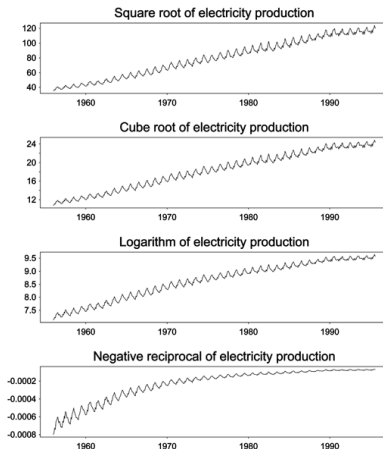 Square root of electricity production
120
100
80
60
40
1960 1970 1980 1990
Cube root of electricity production
24
20
16
12
1960 1970 1980 1990
Logarithm of electricity production
9.5
9.0
8.5
8.0
7.5
1960 1970 1980 1990
Negative reciprocal of electricity production
-0.0002
-0.0004
-0.0006
-0.0008
1960 1970 1980 1990